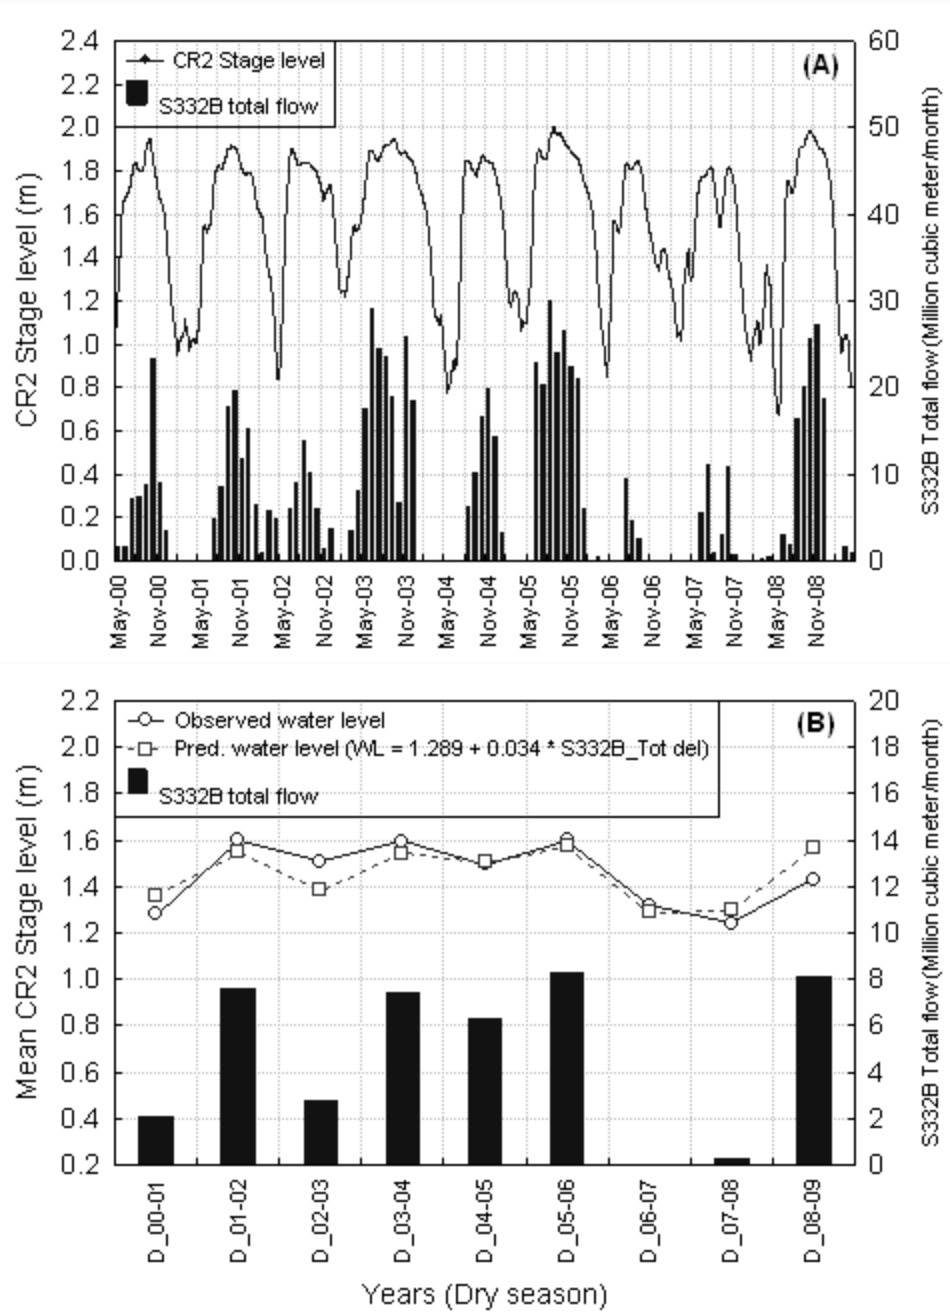 (A)
CR2 Stage level
S332B total flow
2.4
2.2
2.0
1.8
1.6
1.4
1.2
1.0
0.8
0.6
0.4
0.2
0.0
CR2 Stage level (m)
60
50
40
30
20
10
0
S332B Total flow (Million cubic meter/month)
May-00
Nov-00
May-01
Nov-01
May-02
Nov-02
May-03
Nov-03
May-04
Nov-04
May-05
Nov-05
May-06
Nov-06
May-07
Nov-07
May-08
Nov-08
(B)
Observed water level
Pred. water level (WL = 1.289 + 0.034 * S332B_Tot del)
S332B total flow
2.2
2.0
1.8
1.6
1.4
1.2
1.0
0.8
0.6
0.4
0.2
Mean CR2 Stage level (m)
20
18
16
14
12
10
8
6
4
2
0
S332B Total flow (Million cubic meter/month)
D_00-01
D_01-02
D_02-03
D_03-04
D_04-05
D_05-06
D_06-07
D_07-08
D_08-09
Years (Dry season)